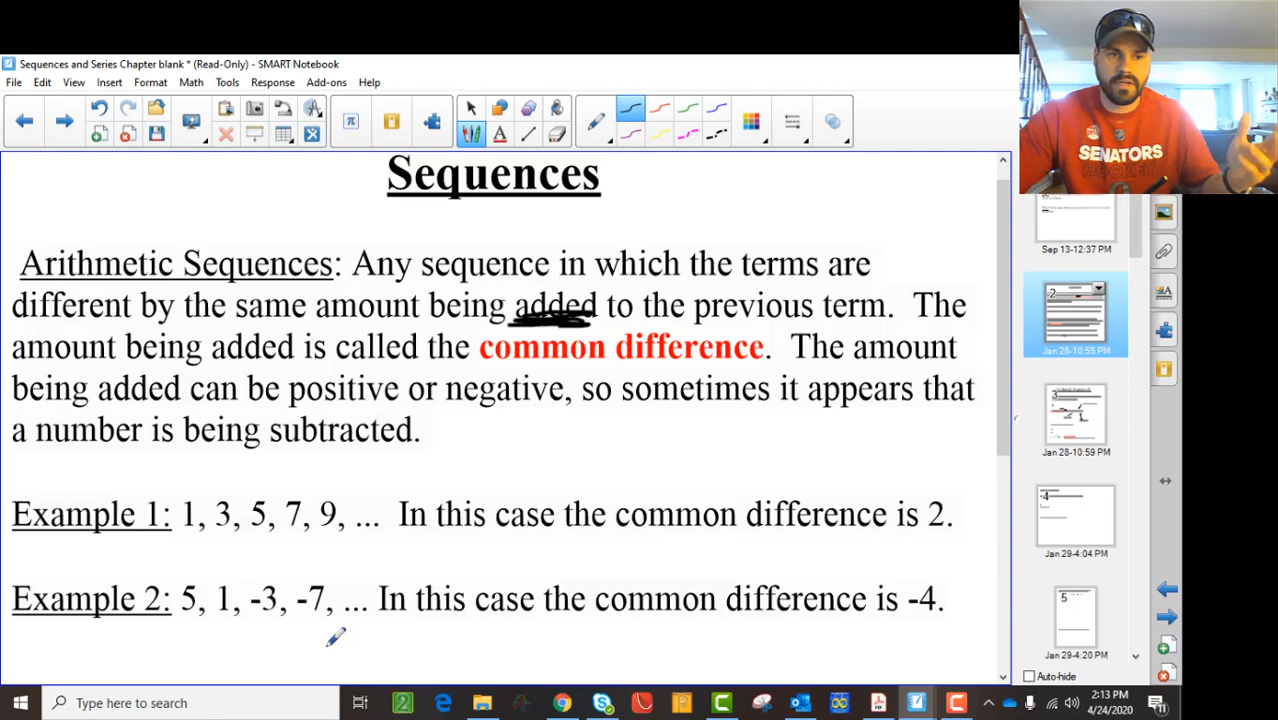 Sequences and Series Chapter blank * (Read-Only) - SMART Notebook
File Edit View Insert Format Math Tools Response Add-ons Help
SENATORS
HOCKEY
Sequences
Arithmetic Sequences: Any sequence in which the terms are
different by the same amount being added to the previous term. The
amount being added is called the common difference. The amount
being added can be positive or negative, so sometimes it appears that
a number is being subtracted.
Example 1: 1, 3, 5, 7, 9, ... In this case the common difference is 2.
Example 2: 5, 1, -3, -7, ... In this case the common difference is -4.
Sep 13-12:37 PM
2
Jan 28-10:55 PM
3
Jan 28-10:59 PM
4
Jan 29-4:04 PM
5
Jan 29-4:20 PM
Auto-hide
Type here to search
2:13 PM
4/24/2020
11